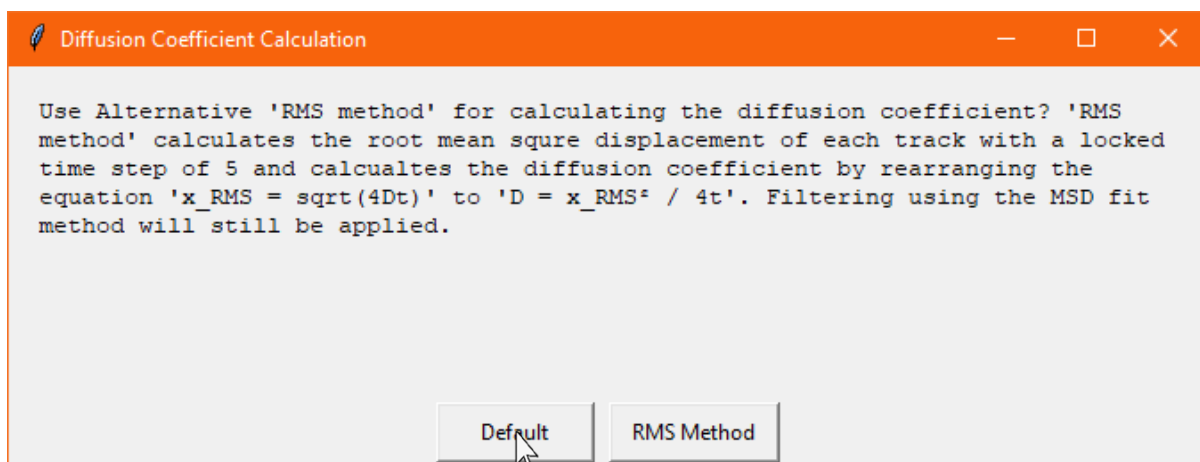 Diffusion Coefficient Calculation
Use Alternative 'RMS method' for calculating the diffusion coefficient? 'RMS
method' calculates the root mean squre displacement of each track with a locked
time step of 5 and calcualtes the diffusion coefficient by rearranging the
equation 'x_RMS = sqrt(4Dt)' to 'D = x_RMS² / 4t'. Filtering using the MSD fit
method will still be applied.
Default
RMS Method